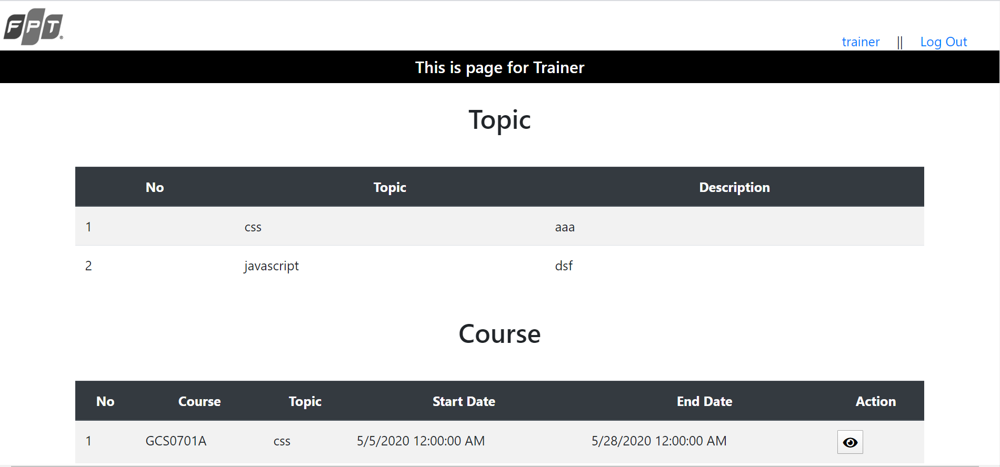 FPT®
trainer || Log Out
This is page for Trainer
Topic
No Topic Description
1 css aaa
2 javascript dsf
Course
No Course Topic Start Date End Date Action
1 GCS0701A css 5/5/2020 12:00:00 AM 5/28/2020 12:00:00 AM